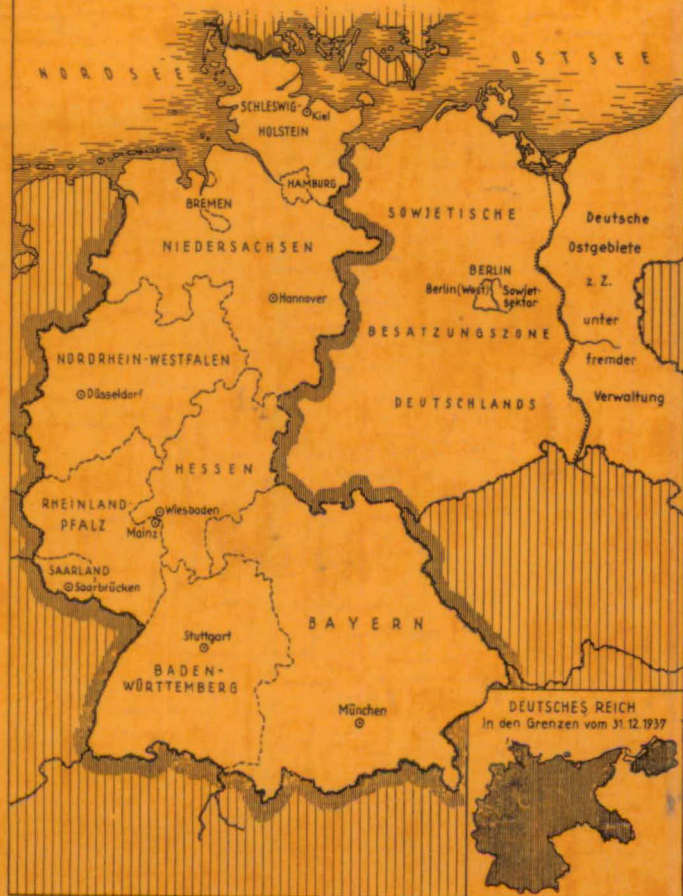 NORDSEE
OSTSEE
SCHLESWIG-
HOLSTEIN
Kiel
HAMBURG
BREMEN
NIEDERSACHSEN
Hannover
SOWJETISCHE
BERLIN
Berlin(West)
Sowjet-
sektor
BESATZUNGSZONE
DEUTSCHLANDS
Deutsche
Ostgebiete
z. Z.
unter
fremder
Verwaltung
NORDRHEIN-WESTFALEN
Düsseldorf
HESSEN
RHEINLAND-
PFALZ
Wiesbaden
Mainz
SAARLAND
Saarbrücken
BAYERN
Stuttgart
BADEN-
WÜRTTEMBERG
München
DEUTSCHES REICH
in den Grenzen vom 31.12.1937